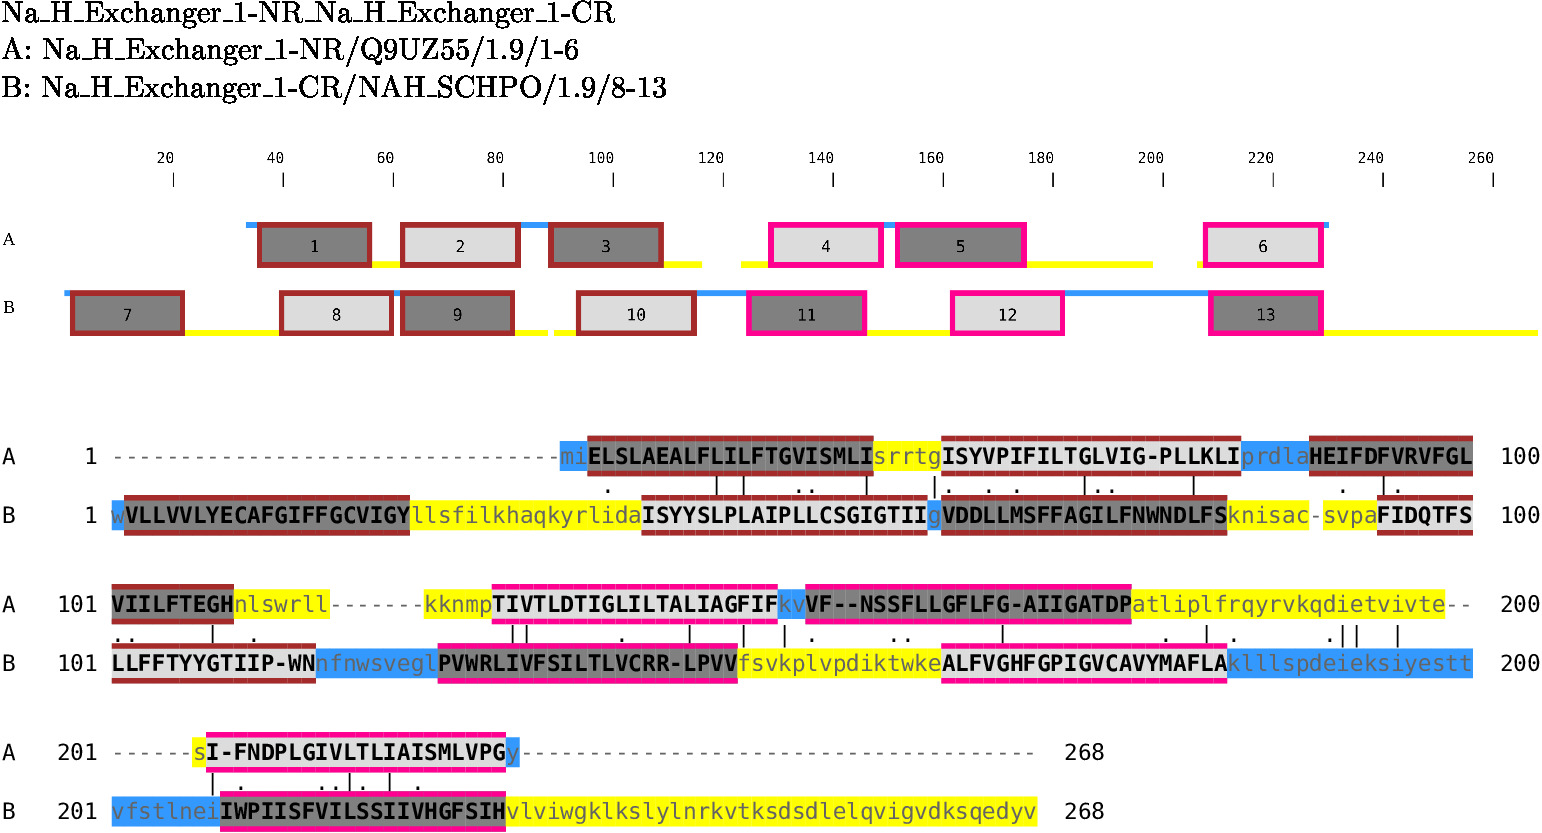 Na_H_Exchanger_1-NR_Na_H_Exchanger_1-CR
A: Na_H_Exchanger_1-NR/Q9UZ55/1.9/1-6
B: Na_H_Exchanger_1-CR/NAH_SCHPO/1.9/8-13
20 40 60 80 100 120 140 160 180 200 220 240 260
A 1 2 3 4 5 6
B 7 8 9 10 11 12 13
A 1 ---------------------------------miELSLAEALFLILFTGVISMLIsrrtgISYVPIFILTGLVIG-PLLKLIprdlaHEIFDFVRVFGL 100
B 1 wVLLVVLYECAFGIFFGCVIGYllsfilkhaqkyrlidaISYYSLPLAIPLLCSGIGTIIgVDDLLMSFFAGILFNWNDLFSknisac-svpaFIDQTFS 100
A 101 VIILFTEGHnlswrll-------kknmpTIVTLDTIGLILTALIAGFIFkvVF--NSSFLLGFLFG-AIIGATDPatliplfrqyrvkqdietvivte-- 200
B 101 LLFFTYYGTIIP-WNnfnwsveglPVWRLIVFSILTLVCRR-LPVVfsvkplvpdiktwkeALFVGHFGPIGVCAVYMAFLAklllspdeieksiyestt 200
A 201 ------sI-FNDPLGIVLTLIAISMLVPGy-------------------------------------- 268
B 201 vfstlneiIWPIISFVILSSIIVHGFSIHvlviwgklkslylnrkvtksdsdlelqvigvdksqedyv 268